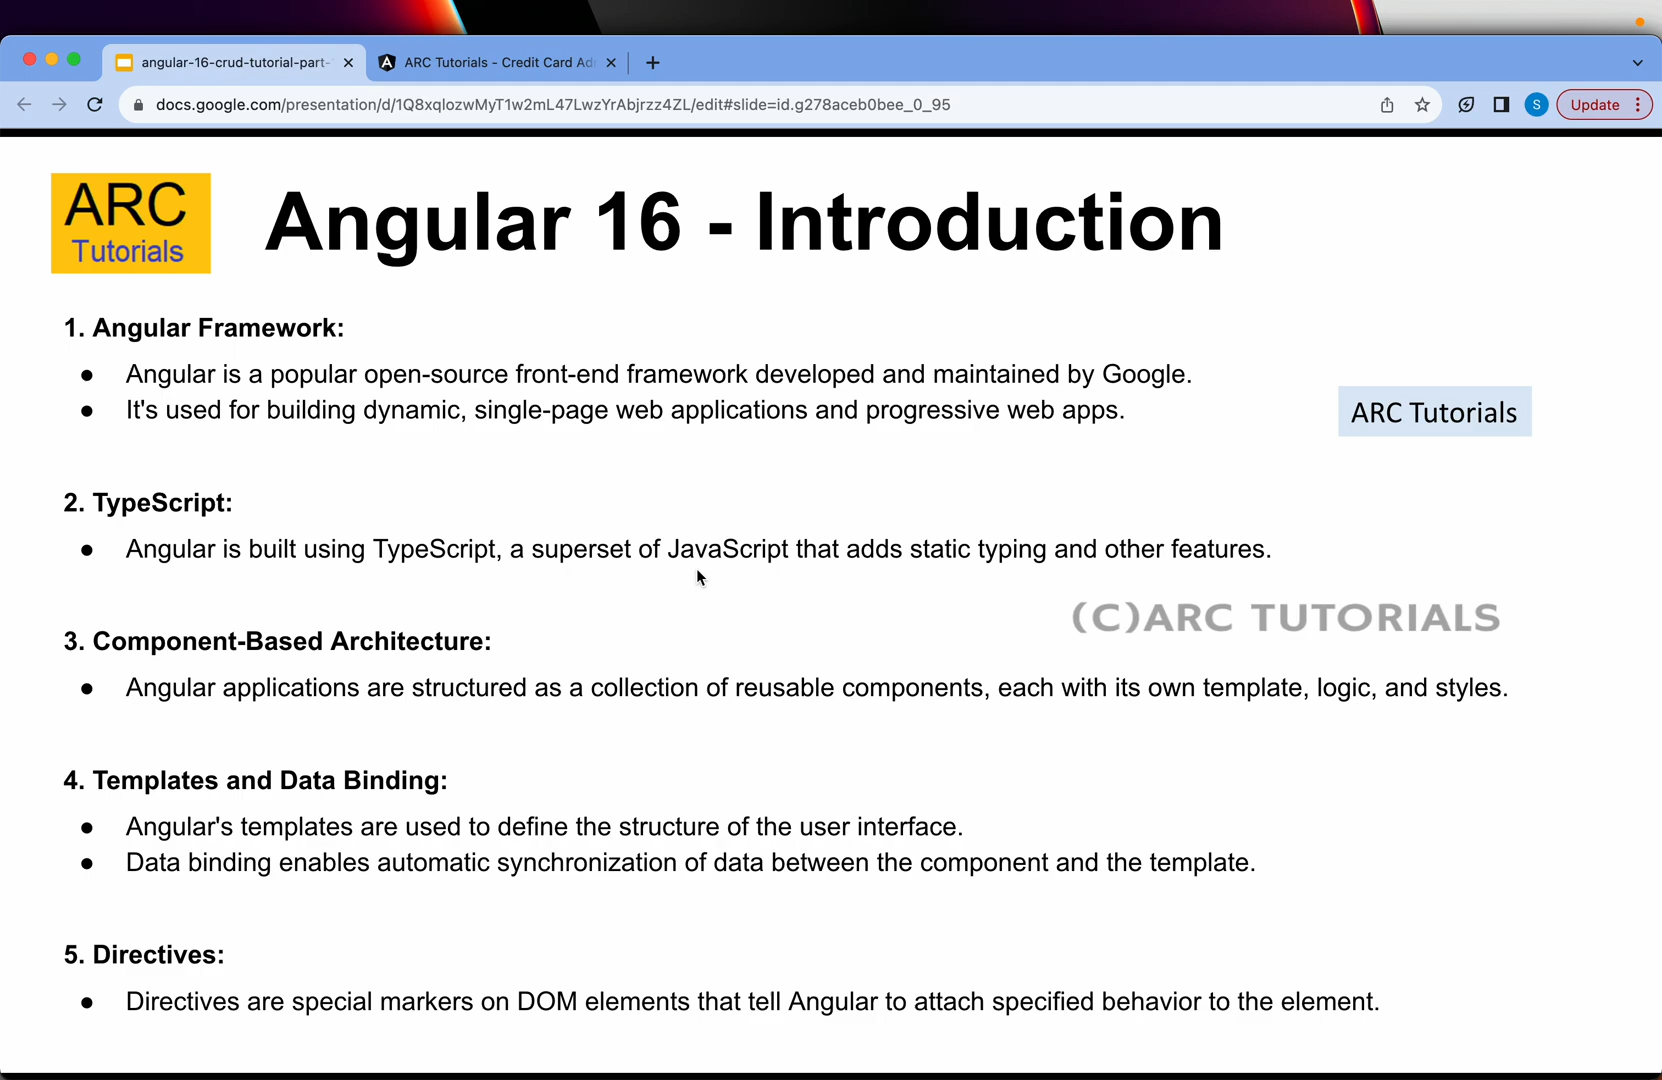 angular-16-crud-tutorial-part-
ARC Tutorials - Credit Card Ad
docs.google.com/presentation/d/1Q8xqlozwMyT1w2mL47LwzYrAbjrzz4ZL/edit#slide=id.g278aceb0bee_0_95
S
Update
ARC
Tutorials
Angular 16 - Introduction
1. Angular Framework:
● Angular is a popular open-source front-end framework developed and maintained by Google.
● It's used for building dynamic, single-page web applications and progressive web apps.
ARC Tutorials
2. TypeScript:
● Angular is built using TypeScript, a superset of JavaScript that adds static typing and other features.
(C)ARC TUTORIALS
3. Component-Based Architecture:
● Angular applications are structured as a collection of reusable components, each with its own template, logic, and styles.
4. Templates and Data Binding:
● Angular's templates are used to define the structure of the user interface.
● Data binding enables automatic synchronization of data between the component and the template.
5. Directives:
● Directives are special markers on DOM elements that tell Angular to attach specified behavior to the element.